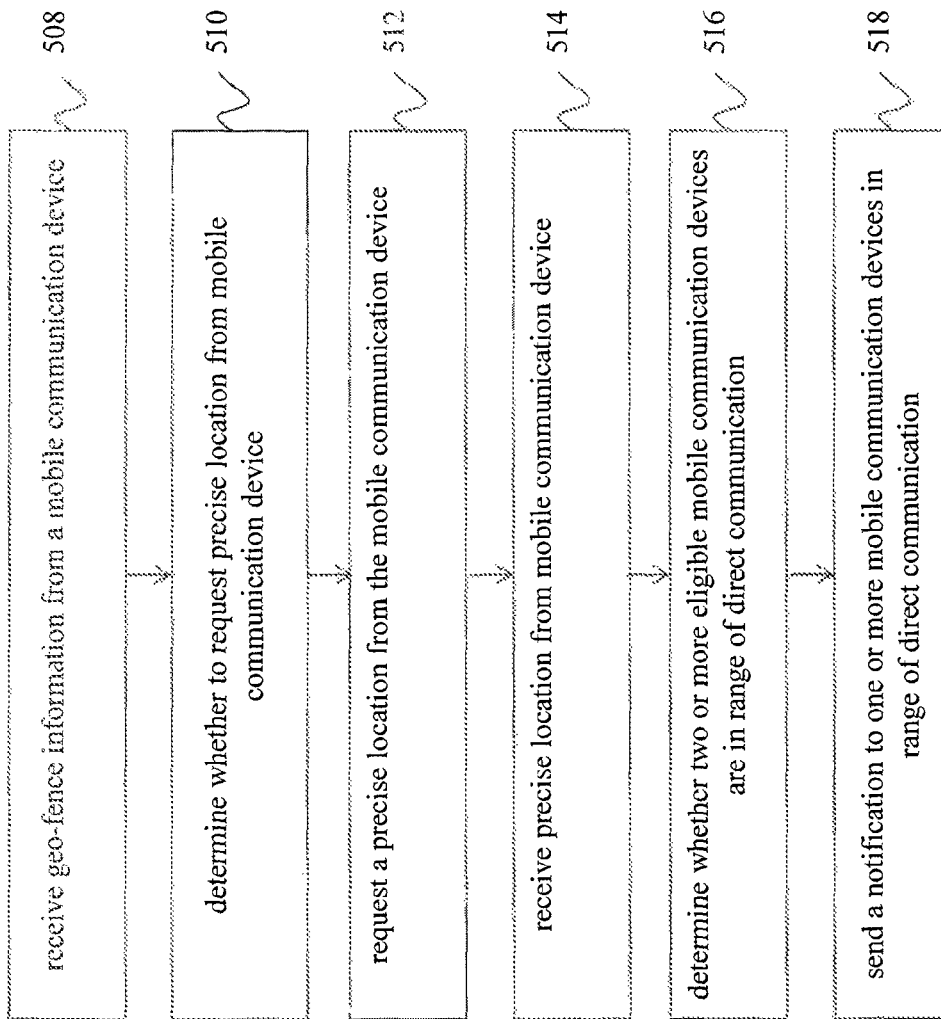 receive geo-fence information from a mobile communication device
508
determine whether to request precise location from mobile
communication device
510
request a precise location from the mobile communication device
512
receive precise location from mobile communication device
514
determine whether two or more eligible mobile communication devices
are in range of direct communication
516
send a notification to one or more mobile communication devices in
range of direct communication
518